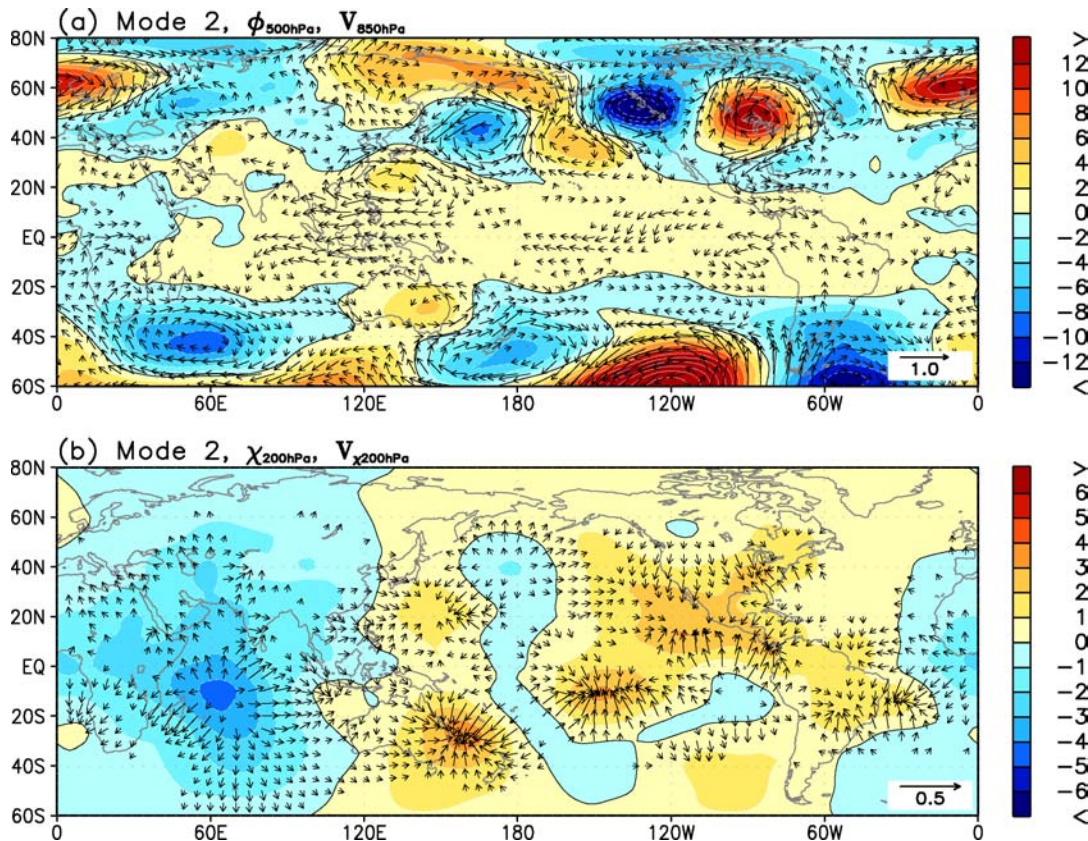 (a) Mode 2, ϕ500hPa, V850hPa
80N
60N
40N
20N
EQ
20S
40S
60S
0 60E 120E 180 120W 60W 0
1.0
>
12
10
8
6
4
2
0
-2
-4
-6
-8
-10
-12
<
(b) Mode 2, χ200hPa, Vχ200hPa
80N
60N
40N
20N
EQ
20S
40S
60S
0 60E 120E 180 120W 60W 0
0.5
>
6
5
4
3
2
1
0
-1
-2
-3
-4
-5
-6
<